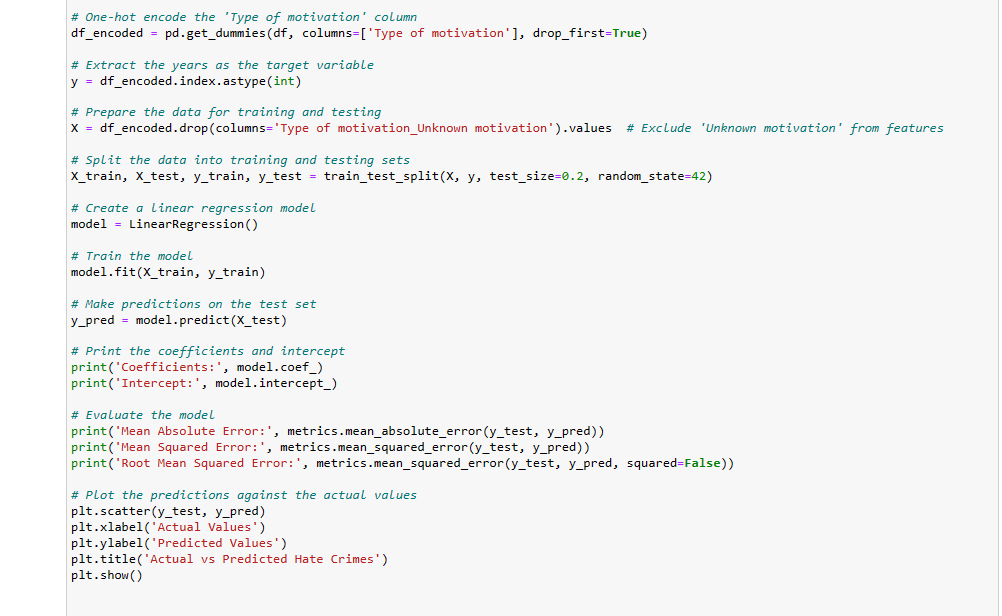 # One-hot encode the 'Type of motivation' column
df_encoded = pd.get_dummies(df, columns=['Type of motivation'], drop_first=True)
# Extract the years as the target variable
y = df_encoded.index.astype(int)
# Prepare the data for training and testing
X = df_encoded.drop(columns='Type of motivation_Unknown motivation').values  # Exclude 'Unknown motivation' from features
# Split the data into training and testing sets
X_train, X_test, y_train, y_test = train_test_split(X, y, test_size=0.2, random_state=42)
# Create a linear regression model
model = LinearRegression()
# Train the model
model.fit(X_train, y_train)
# Make predictions on the test set
y_pred = model.predict(X_test)
# Print the coefficients and intercept
print('Coefficients:', model.coef_)
print('Intercept:', model.intercept_)
# Evaluate the model
print('Mean Absolute Error:', metrics.mean_absolute_error(y_test, y_pred))
print('Mean Squared Error:', metrics.mean_squared_error(y_test, y_pred))
print('Root Mean Squared Error:', metrics.mean_squared_error(y_test, y_pred, squared=False))
# Plot the predictions against the actual values
plt.scatter(y_test, y_pred)
plt.xlabel('Actual Values')
plt.ylabel('Predicted Values')
plt.title('Actual vs Predicted Hate Crimes')
plt.show()